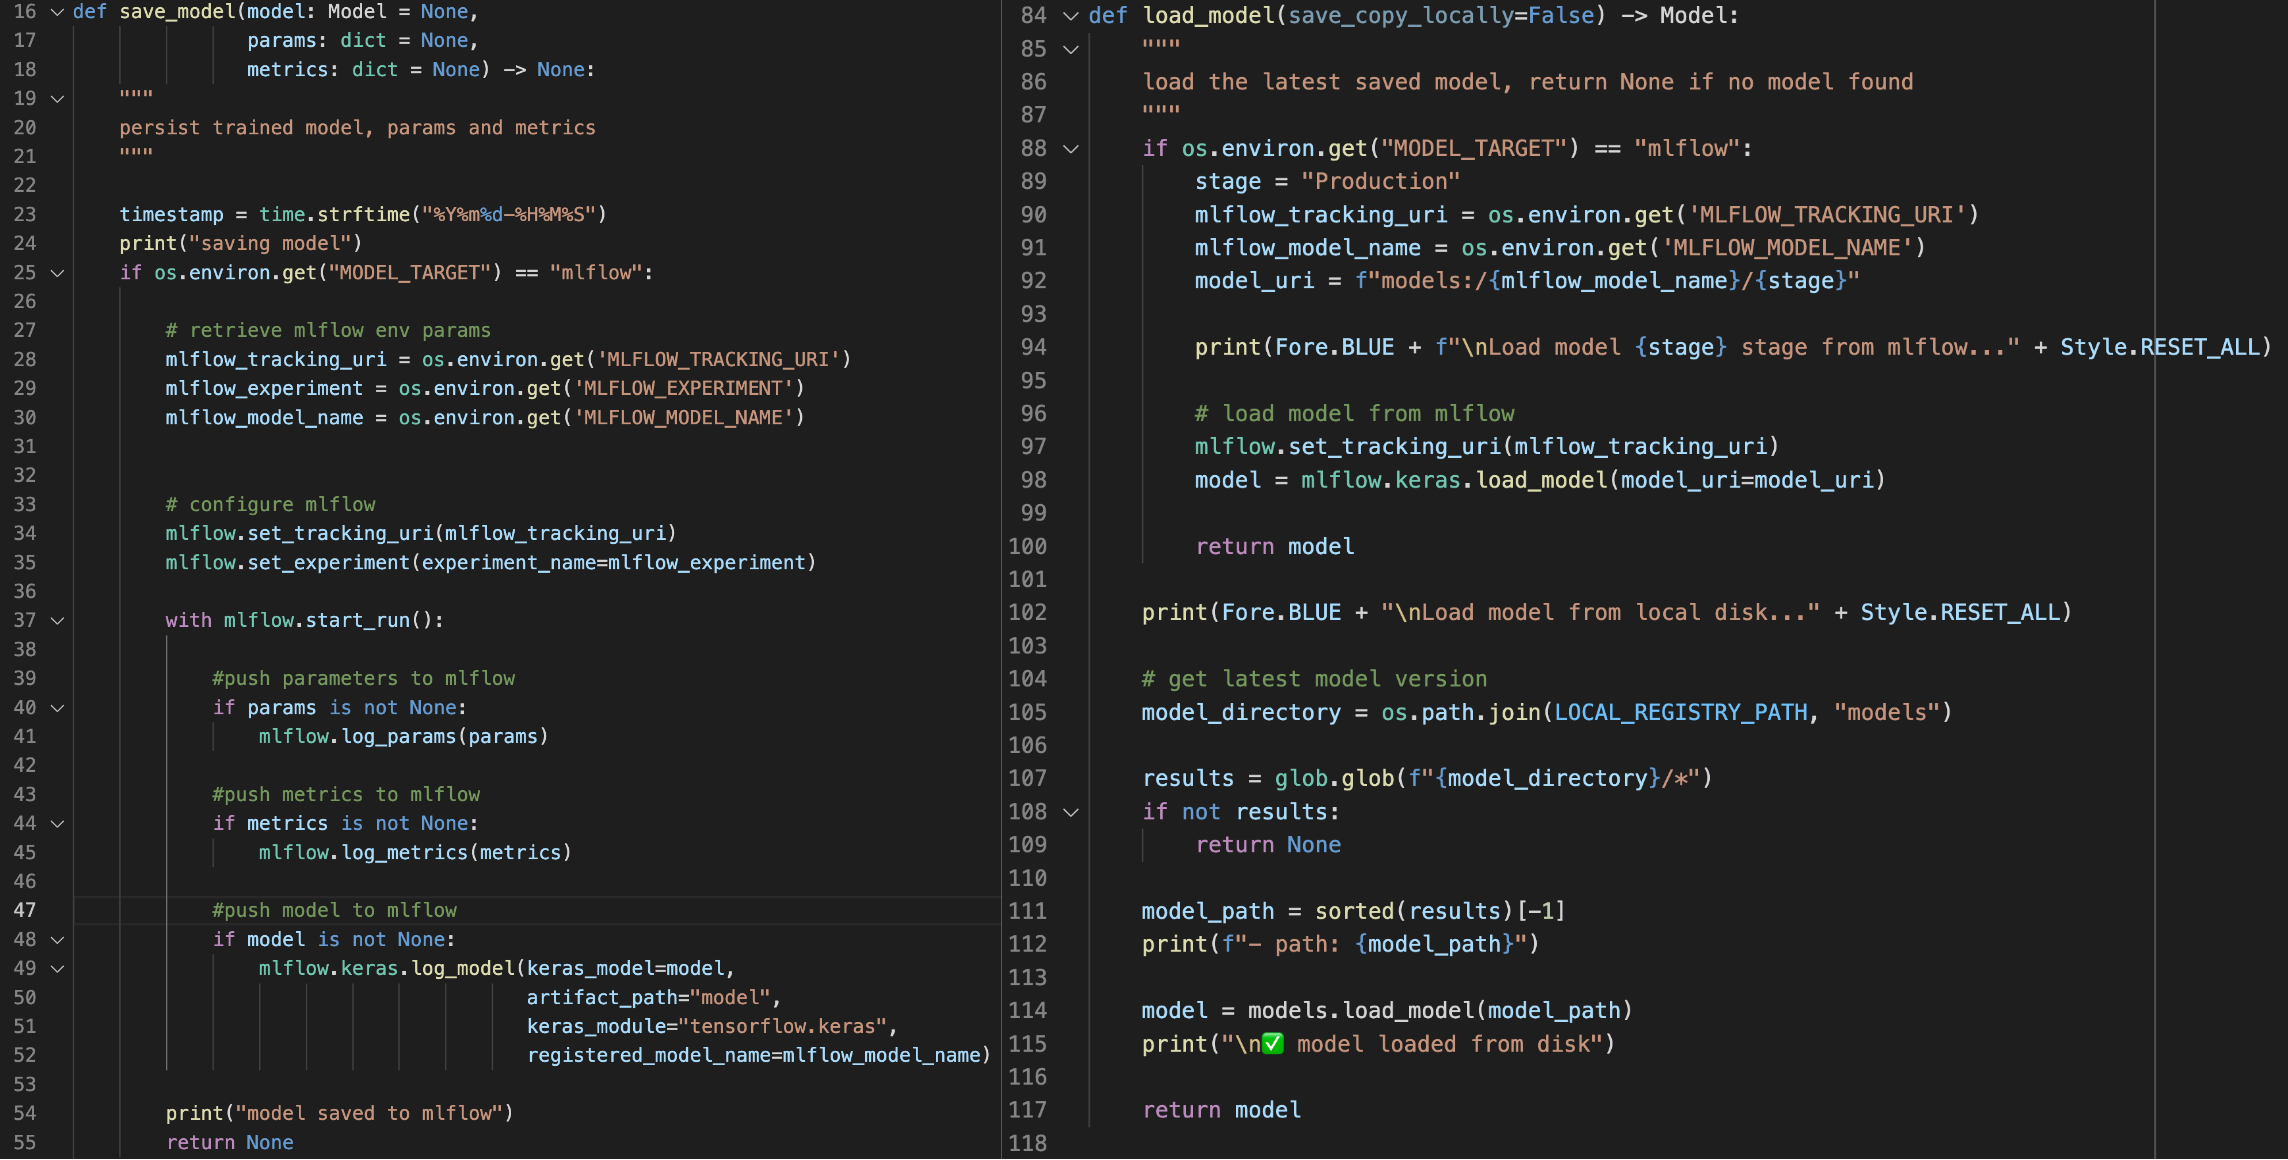 16 def save_model(model: Model = None,
17 params: dict = None,
18 metrics: dict = None) -> None:
19 """
20 persist trained model, params and metrics
21 """
22
23 timestamp = time.strftime("%Y%m%d-%H%M%S")
24 print("saving model")
25 if os.environ.get("MODEL_TARGET") == "mlflow":
26
27 # retrieve mlflow env params
28 mlflow_tracking_uri = os.environ.get('MLFLOW_TRACKING_URI')
29 mlflow_experiment = os.environ.get('MLFLOW_EXPERIMENT')
30 mlflow_model_name = os.environ.get('MLFLOW_MODEL_NAME')
31
32
33 # configure mlflow
34 mlflow.set_tracking_uri(mlflow_tracking_uri)
35 mlflow.set_experiment(experiment_name=mlflow_experiment)
36
37 with mlflow.start_run():
38
39 #push parameters to mlflow
40 if params is not None:
41 mlflow.log_params(params)
42
43 #push metrics to mlflow
44 if metrics is not None:
45 mlflow.log_metrics(metrics)
46
47 #push model to mlflow
48 if model is not None:
49 mlflow.keras.log_model(keras_model=model,
50 artifact_path="model",
51 keras_module="tensorflow.keras",
52 registered_model_name=mlflow_model_name)
53
54 print("model saved to mlflow")
55 return None
84 def load_model(save_copy_locally=False) -> Model:
85 """
86 load the latest saved model, return None if no model found
87 """
88 if os.environ.get("MODEL_TARGET") == "mlflow":
89 stage = "Production"
90 mlflow_tracking_uri = os.environ.get('MLFLOW_TRACKING_URI')
91 mlflow_model_name = os.environ.get('MLFLOW_MODEL_NAME')
92 model_uri = f"models:/{mlflow_model_name}/{stage}"
93
94 print(Fore.BLUE + f"\nLoad model {stage} stage from mlflow..." + Style.RESET_ALL)
95
96 # load model from mlflow
97 mlflow.set_tracking_uri(mlflow_tracking_uri)
98 model = mlflow.keras.load_model(model_uri=model_uri)
99
100 return model
101
102 print(Fore.BLUE + "\nLoad model from local disk..." + Style.RESET_ALL)
103
104 # get latest model version
105 model_directory = os.path.join(LOCAL_REGISTRY_PATH, "models")
106
107 results = glob.glob(f"{model_directory}/*")
108 if not results:
109 return None
110
111 model_path = sorted(results)[-1]
112 print(f"- path: {model_path}")
113
114 model = models.load_model(model_path)
115 print("\n✅ model loaded from disk")
116
117 return model
118